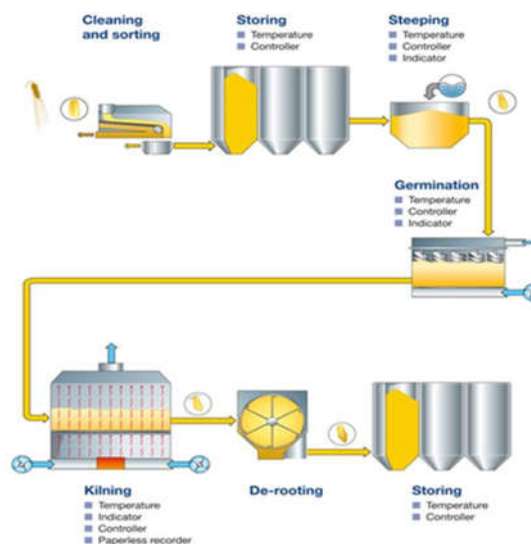 Cleaning
and sorting
Storing
Temperature
Controller
Steeping
Temperature
Controller
Indicator
Germination
Temperature
Controller
Indicator
Kilning
Temperature
Indicator
Controller
Paperless recorder
De-rooting
Storing
Temperature
Controller